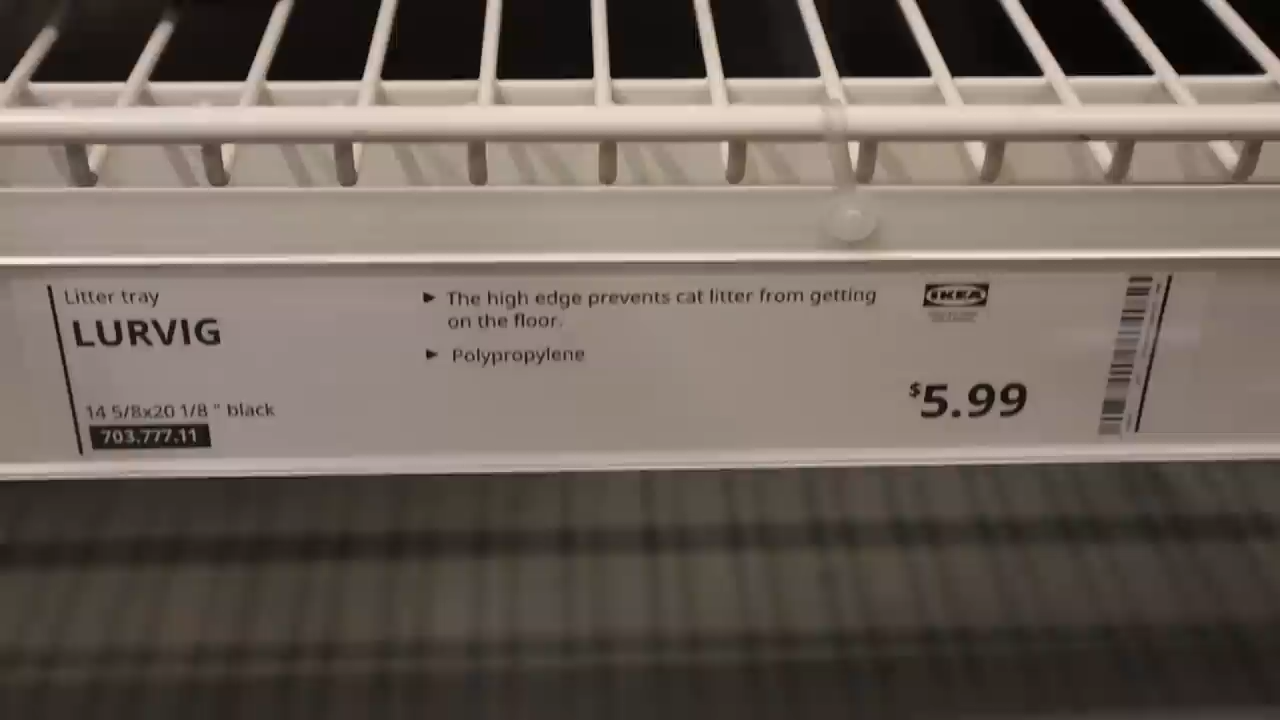 Litter tray
LURVIG
14 5/8x20 1/8 " black
703.777.11
► The high edge prevents cat litter from getting
on the floor.
► Polypropylene
IKEA
$5.99